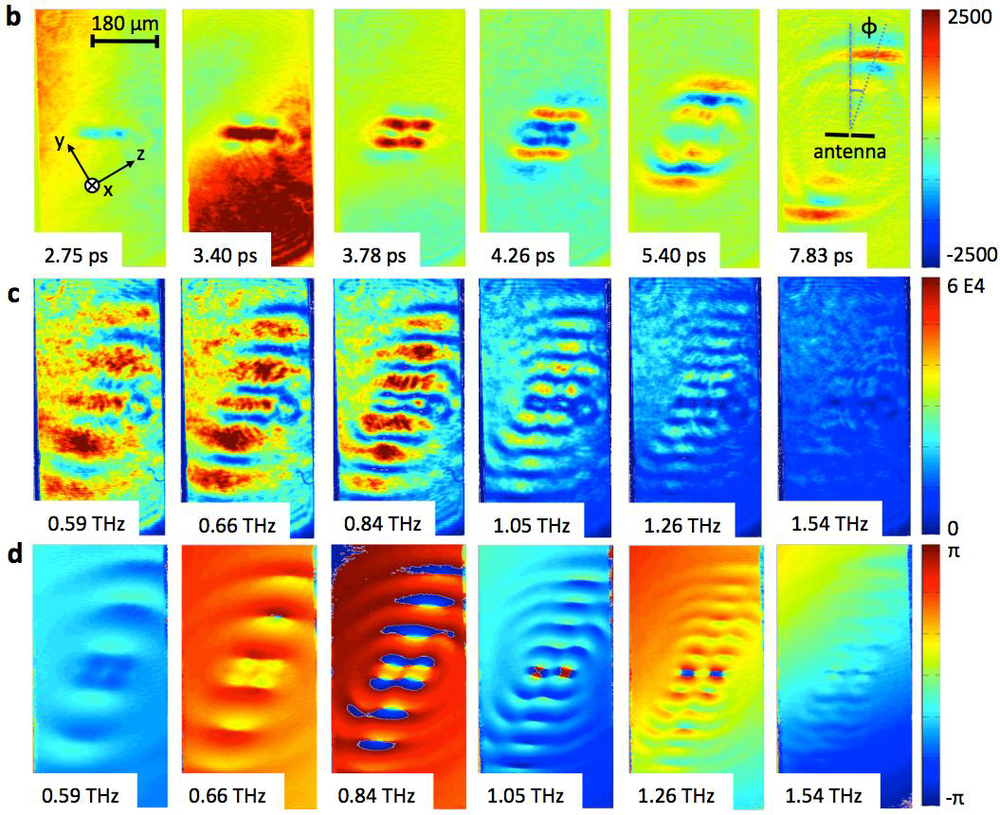 b
180 µm
y
z
x
ϕ
antenna
2500
-2500
2.75 ps
3.40 ps
3.78 ps
4.26 ps
5.40 ps
7.83 ps
c
6 E4
0
0.59 THz
0.66 THz
0.84 THz
1.05 THz
1.26 THz
1.54 THz
d
π
-π
0.59 THz
0.66 THz
0.84 THz
1.05 THz
1.26 THz
1.54 THz